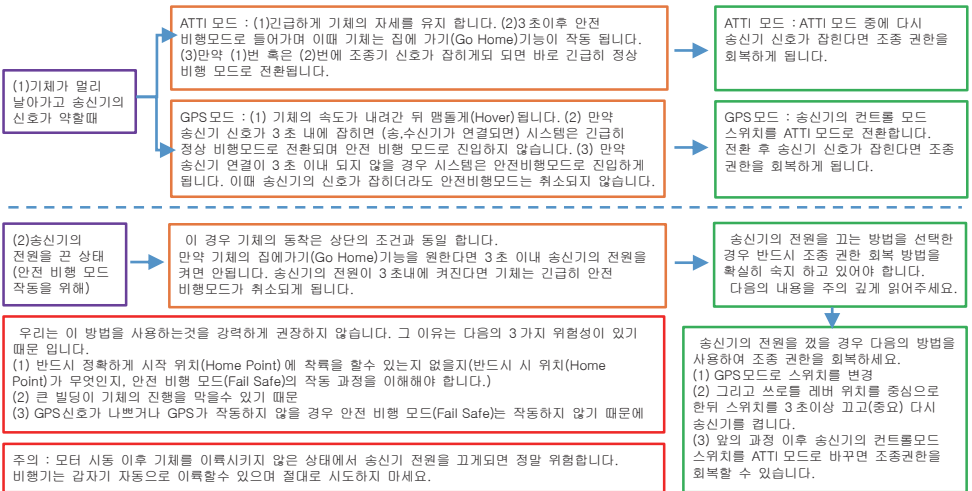 (1)기체가 멀리
날아가고 송신기의
신호가 약할때
ATTI 모드 : (1)긴급하게 기체의 자세를 유지 합니다. (2)3초이후 안전
비행모드로 들어가며 이때 기체는 집에 가기(Go Home)기능이 작동 됩니다.
(3)만약 (1)번 혹은 (2)번에 조종기 신호가 잡히게되 되면 바로 긴급히 정상
비행 모드로 전환됩니다.
ATTI 모드 : ATTI 모드 중에 다시
송신기 신호가 잡힌다면 조종 권한을
회복하게 됩니다.
GPS모드 : (1) 기체의 속도가 내려간 뒤 맴돌게(Hover)됩니다. (2) 만약
송신기 신호가 3초 내에 잡히면 (송,수신기가 연결되면) 시스템은 긴급히
정상 비행모드로 전환되며 안전 비행 모드로 진입하지 않습니다. (3) 만약
송신기 연결이 3초 이내 되지 않을 경우 시스템은 안전비행모드로 진입하게
됩니다. 이때 송신기의 신호가 잡히더라도 안전비행모드는 취소되지 않습니다.
GPS모드 : 송신기의 컨트롤 모드
스위치를 ATTI 모드로 전환합니다.
전환 후 송신기 신호가 잡힌다면 조종
권한을 회복하게 됩니다.
(2)송신기의
전원을 끈 상태
(안전 비행 모드
작동을 위해)
이 경우 기체의 동착은 상단의 조건과 동일 합니다.
만약 기체의 집에가기(Go Home)기능을 원한다면 3초 이내 송신기의 전원을
켜면 안됩니다. 송신기의 전원이 3초내에 켜진다면 기체는 긴급히 안전
비행모드가 취소되게 됩니다.
송신기의 전원을 끄는 방법을 선택한
경우 반드시 조종 권한 회복 방법을
확실히 숙지 하고 있어야 합니다.
다음의 내용을 주의 깊게 읽어주세요.
우리는 이 방법을 사용하는것을 강력하게 권장하지 않습니다. 그 이유는 다음의 3가지 위험성이 있기
때문 입니다.
(1) 반드시 정확하게 시작 위치(Home Point)에 착륙을 할수 있는지 없을지(반드시 시 위치(Home
Point)가 무엇인지, 안전 비행 모드(Fail Safe)의 작동 과정을 이해해야 합니다.)
(2) 큰 빌딩이 기체의 진행을 막을수 있기 때문
(3) GPS신호가 나쁘거나 GPS가 작동하지 않을 경우 안전 비행 모드(Fail Safe)는 작동하지 않기 때문에
송신기의 전원을 껐을 경우 다음의 방법을
사용하여 조종 권한을 회복하세요.
(1) GPS모드로 스위치를 변경
(2) 그리고 쓰로틀 레버 위치를 중심으로
한뒤 스위치를 3초이상 끄고(중요) 다시
송신기를 켭니다.
(3) 앞의 과정 이후 송신기의 컨트롤모드
스위치를 ATTI 모드로 바꾸면 조종권한을
회복할 수 있습니다.
주의 : 모터 시동 이후 기체를 이륙시키지 않은 상태에서 송신기 전원을 끄게되면 정말 위험합니다.
비행기는 갑자기 자동으로 이륙할수 있으며 절대로 시도하지 마세요.